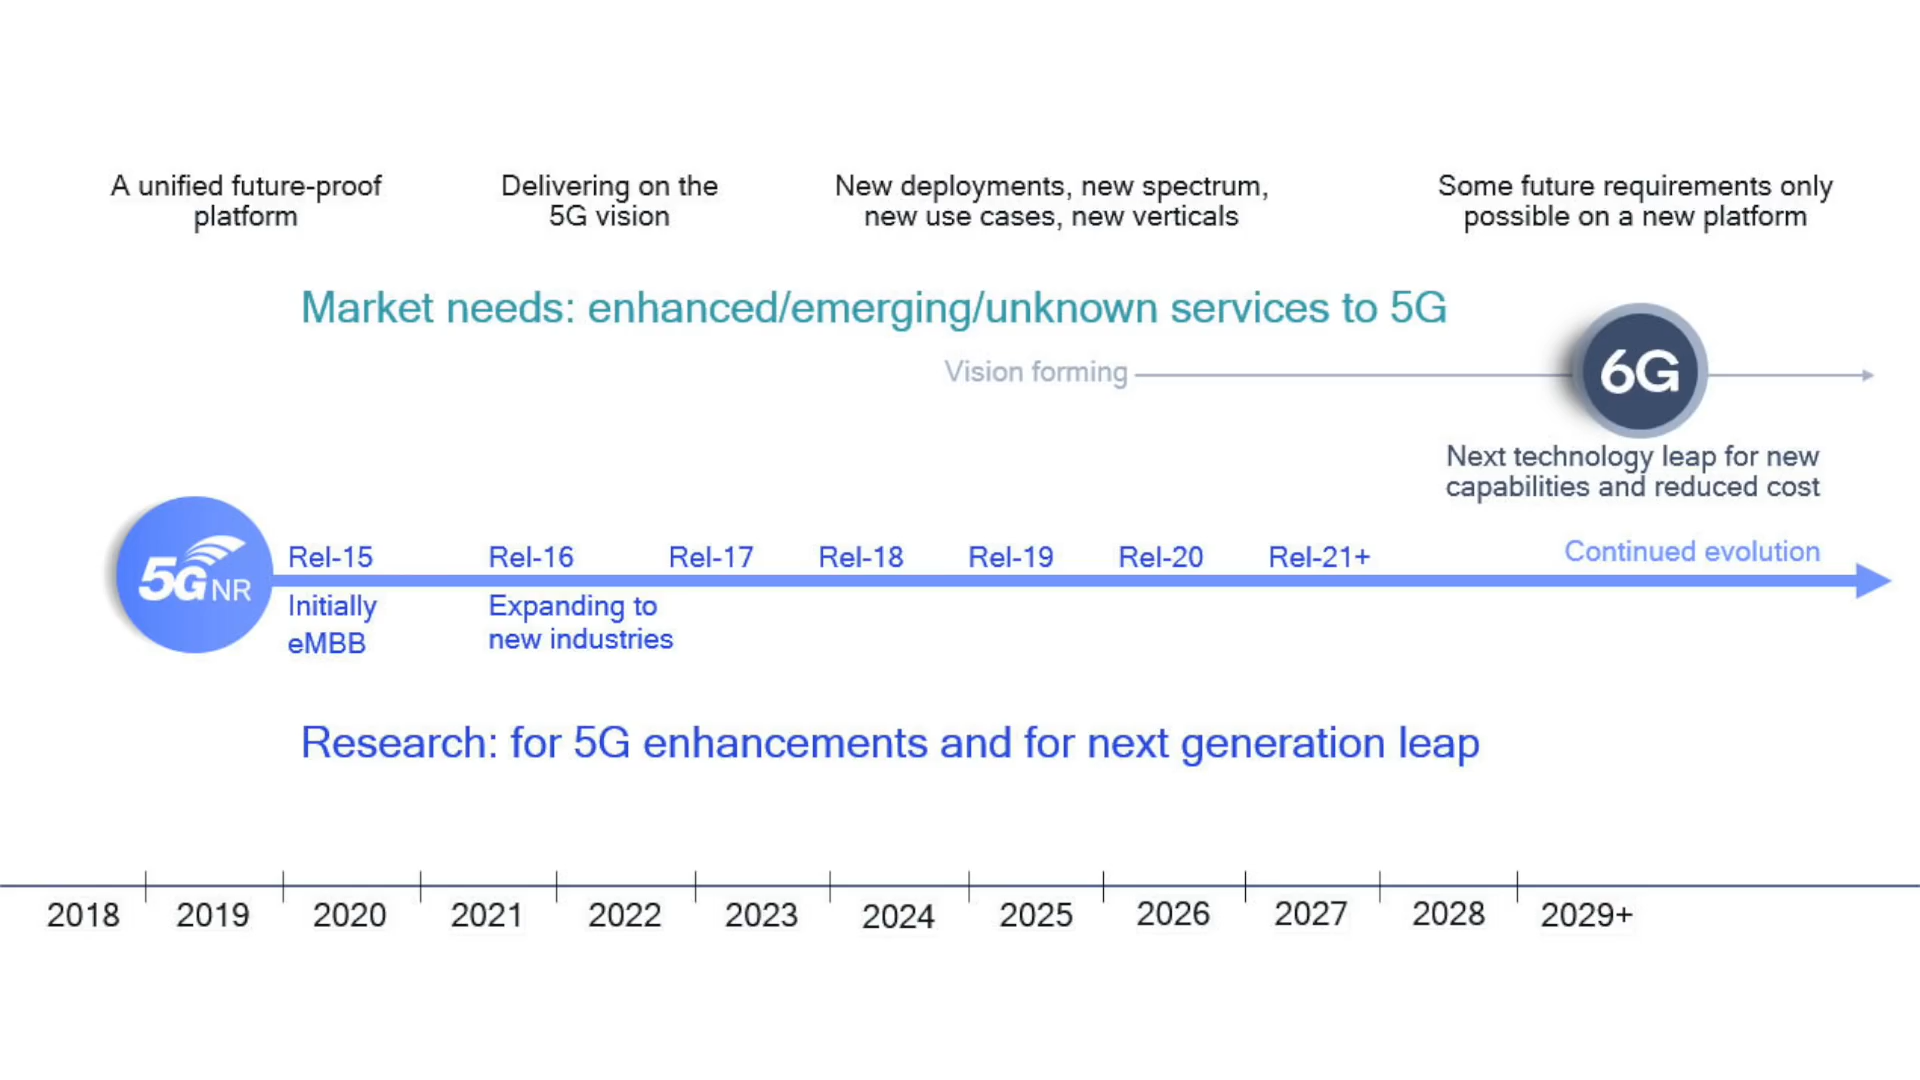 A unified future-proof
platform
Delivering on the
5G vision
New deployments, new spectrum,
new use cases, new verticals
Some future requirements only
possible on a new platform
Market needs: enhanced/emerging/unknown services to 5G
Vision forming
6G
Next technology leap for new
capabilities and reduced cost
5G NR
Rel-15
Rel-16
Rel-17
Rel-18
Rel-19
Rel-20
Rel-21+
Continued evolution
Initially
eMBB
Expanding to
new industries
Research: for 5G enhancements and for next generation leap
2018
2019
2020
2021
2022
2023
2024
2025
2026
2027
2028
2029+